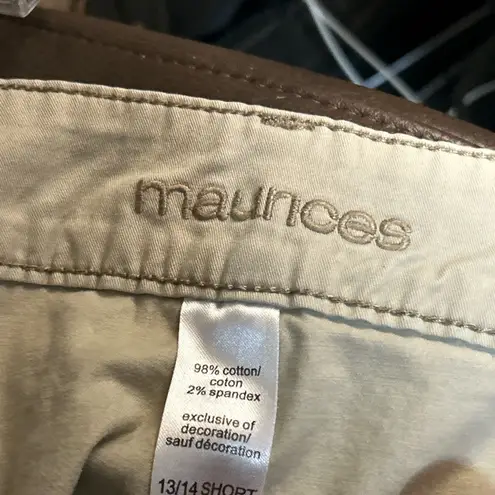 maurices
98% cotton/
coton
2% spandex
exclusive of
decoration/
sauf décoration
13/14 SHORT